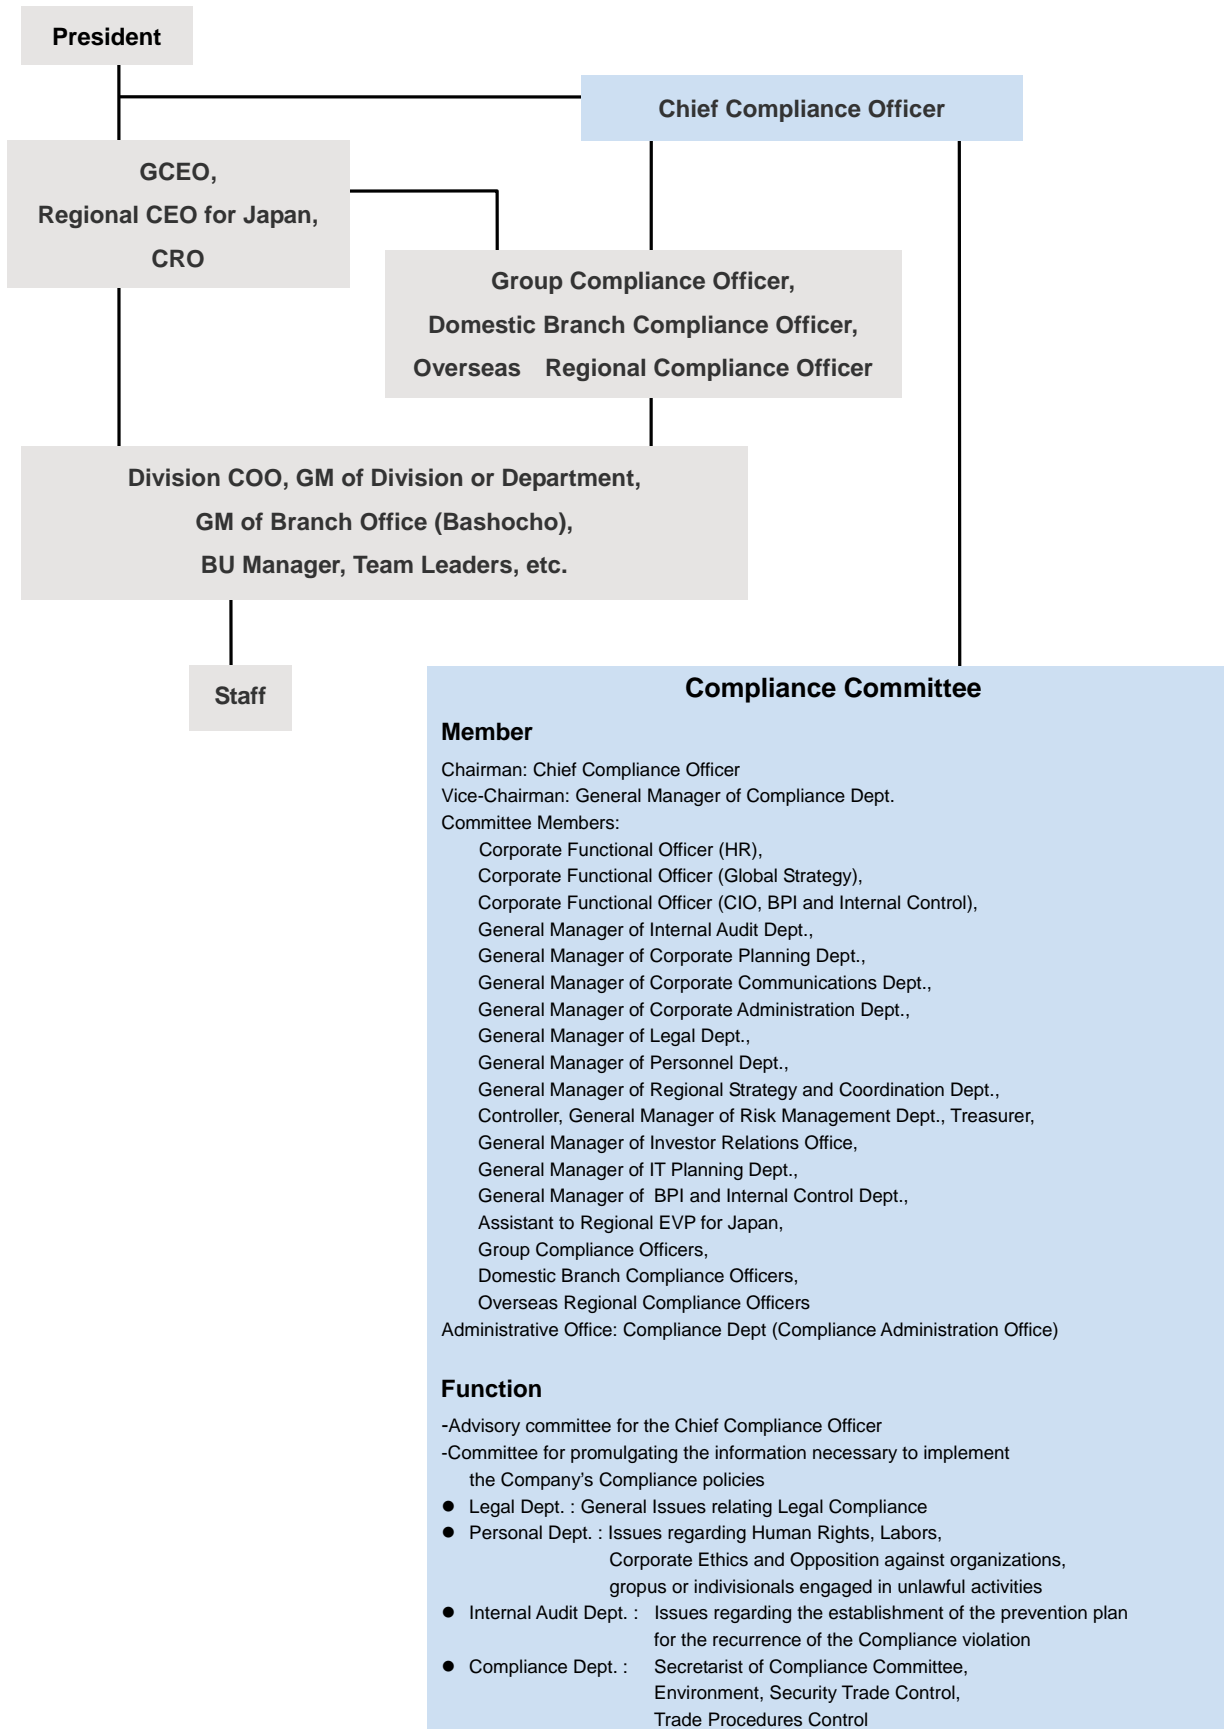 President
Chief Compliance Officer
GCEO,
Regional CEO for Japan,
CRO
Group Compliance Officer,
Domestic Branch Compliance Officer,
Overseas Regional Compliance Officer
Division COO, GM of Division or Department,
GM of Branch Office (Bashocho),
BU Manager, Team Leaders, etc.
Staff
Compliance Committee
Member
Chairman: Chief Compliance Officer
Vice-Chairman: General Manager of Compliance Dept.
Committee Members:
Corporate Functional Officer (HR),
Corporate Functional Officer (Global Strategy),
Corporate Functional Officer (CIO, BPI and Internal Control),
General Manager of Internal Audit Dept.,
General Manager of Corporate Planning Dept.,
General Manager of Corporate Communications Dept.,
General Manager of Corporate Administration Dept.,
General Manager of Legal Dept.,
General Manager of Personnel Dept.,
General Manager of Regional Strategy and Coordination Dept.,
Controller, General Manager of Risk Management Dept., Treasurer,
General Manager of Investor Relations Office,
General Manager of IT Planning Dept.,
General Manager of BPI and Internal Control Dept.,
Assistant to Regional EVP for Japan,
Group Compliance Officers,
Domestic Branch Compliance Officers,
Overseas Regional Compliance Officers
Administrative Office: Compliance Dept (Compliance Administration Office)
Function
-Advisory committee for the Chief Compliance Officer
-Committee for promulgating the information necessary to implement
the Company's Compliance policies
● Legal Dept. : General Issues relating Legal Compliance
● Personal Dept. : Issues regarding Human Rights, Labors,
Corporate Ethics and Opposition against organizations,
gropus or indivisionals engaged in unlawful activities
● Internal Audit Dept. : Issues regarding the establishment of the prevention plan
for the recurrence of the Compliance violation
● Compliance Dept. : Secretarist of Compliance Committee,
Environment, Security Trade Control,
Trade Procedures Control